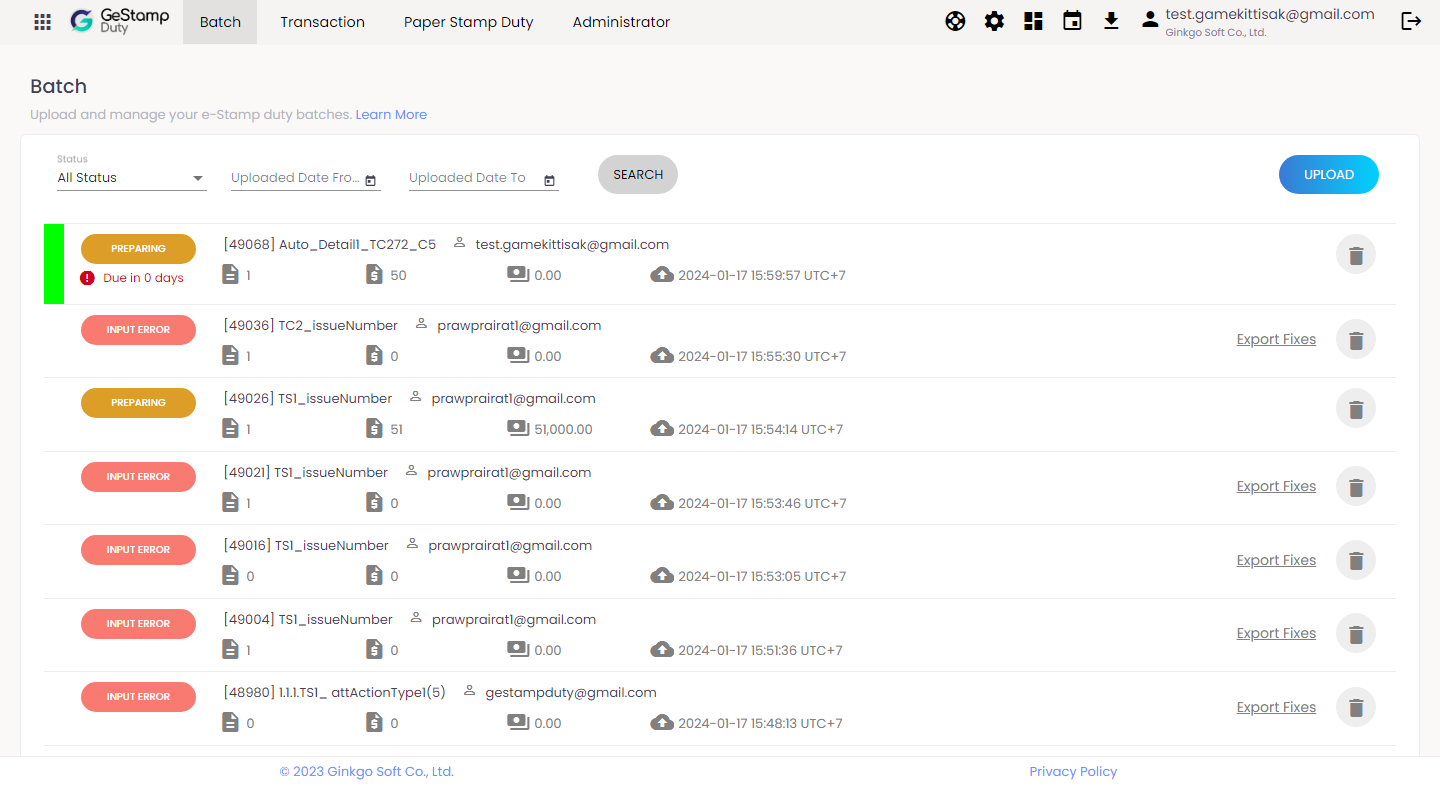 GeStamp
Duty
Batch
Transaction
Paper Stamp Duty
Administrator
test.gamekittisak@gmail.com
Ginkgo Soft Co., Ltd.
Batch
Upload and manage your e-Stamp duty batches. Learn More
Status
All Status
Uploaded Date Fro...
Uploaded Date To
SEARCH
UPLOAD
PREPARING
[49068] Auto_Detail1_TC272_C5 test.gamekittisak@gmail.com
Due in 0 days
1 50 0.00 2024-01-17 15:59:57 UTC+7
INPUT ERROR
[49036] TC2_issueNumber prawprairat1@gmail.com
1 0 0.00 2024-01-17 15:55:30 UTC+7
Export Fixes
PREPARING
[49026] TS1_issueNumber prawprairat1@gmail.com
1 51 51,000.00 2024-01-17 15:54:14 UTC+7
INPUT ERROR
[49021] TS1_issueNumber prawprairat1@gmail.com
1 0 0.00 2024-01-17 15:53:46 UTC+7
Export Fixes
INPUT ERROR
[49016] TS1_issueNumber prawprairat1@gmail.com
0 0 0.00 2024-01-17 15:53:05 UTC+7
Export Fixes
INPUT ERROR
[49004] TS1_issueNumber prawprairat1@gmail.com
1 0 0.00 2024-01-17 15:51:36 UTC+7
Export Fixes
INPUT ERROR
[48980] 1.1.1.TS1_ attActionType1(5) gestampduty@gmail.com
0 0 0.00 2024-01-17 15:48:13 UTC+7
Export Fixes
© 2023 Ginkgo Soft Co., Ltd.
Privacy Policy